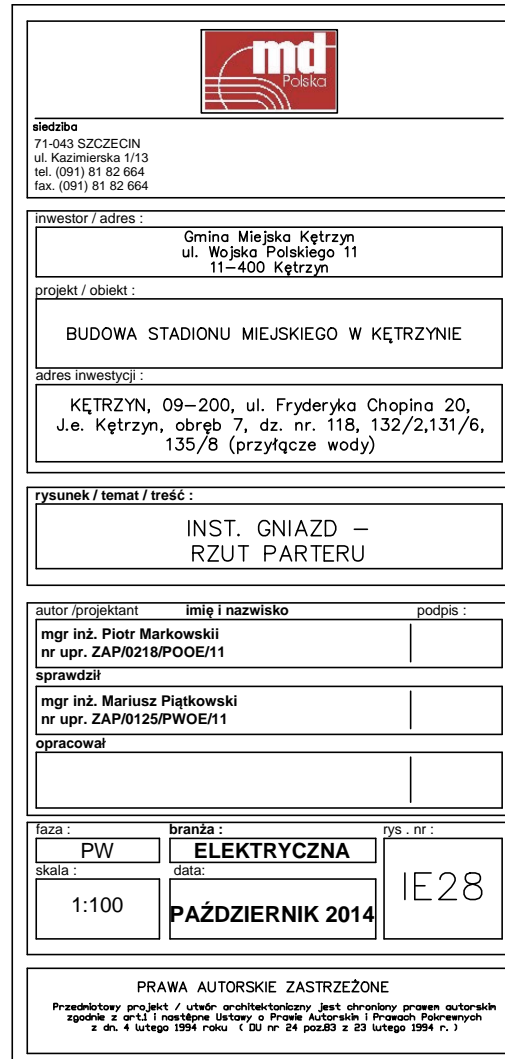 md
Polska
siedziba
71-043 SZCZECIN
ul. Kazimierska 1/13
tel. (091) 81 82 664
fax. (091) 81 82 664
inwestor / adres :
Gmina Miejska Kętrzyn
ul. Wojska Polskiego 11
11-400 Kętrzyn
projekt / obiekt :
BUDOWA STADIONU MIEJSKIEGO W KĘTRZYNIE
adres inwestycji :
KĘTRZYN, 09-200, ul. Fryderyka Chopina 20,
J.e. Kętrzyn, obręb 7, dz. nr. 118, 132/2,131/6,
135/8 (przyłącze wody)
rysunek / temat / treść :
INST. GNIAZD -
RZUT PARTERU
autor /projektant imię i nazwisko podpis :
mgr inż. Piotr Markowskii
nr upr. ZAP/0218/POOE/11
sprawdził
mgr inż. Mariusz Piątkowski
nr upr. ZAP/0125/PWOE/11
opracował
faza : branża : rys . nr :
PW ELEKTRYCZNA
skala : data:
1:100 PAŹDZIERNIK 2014 IE28
PRAWA AUTORSKIE ZASTRZEŻONE
Przedmiotowy projekt / utwór architektoniczny jest chroniony prawem autorskim
zgodnie z art.1 i nastēpne Ustawy o Prawie Autorskim i Prawach Pokrewnych
z dn. 4 lutego 1994 roku ( DU nr 24 poz.83 z 23 lutego 1994 r. )